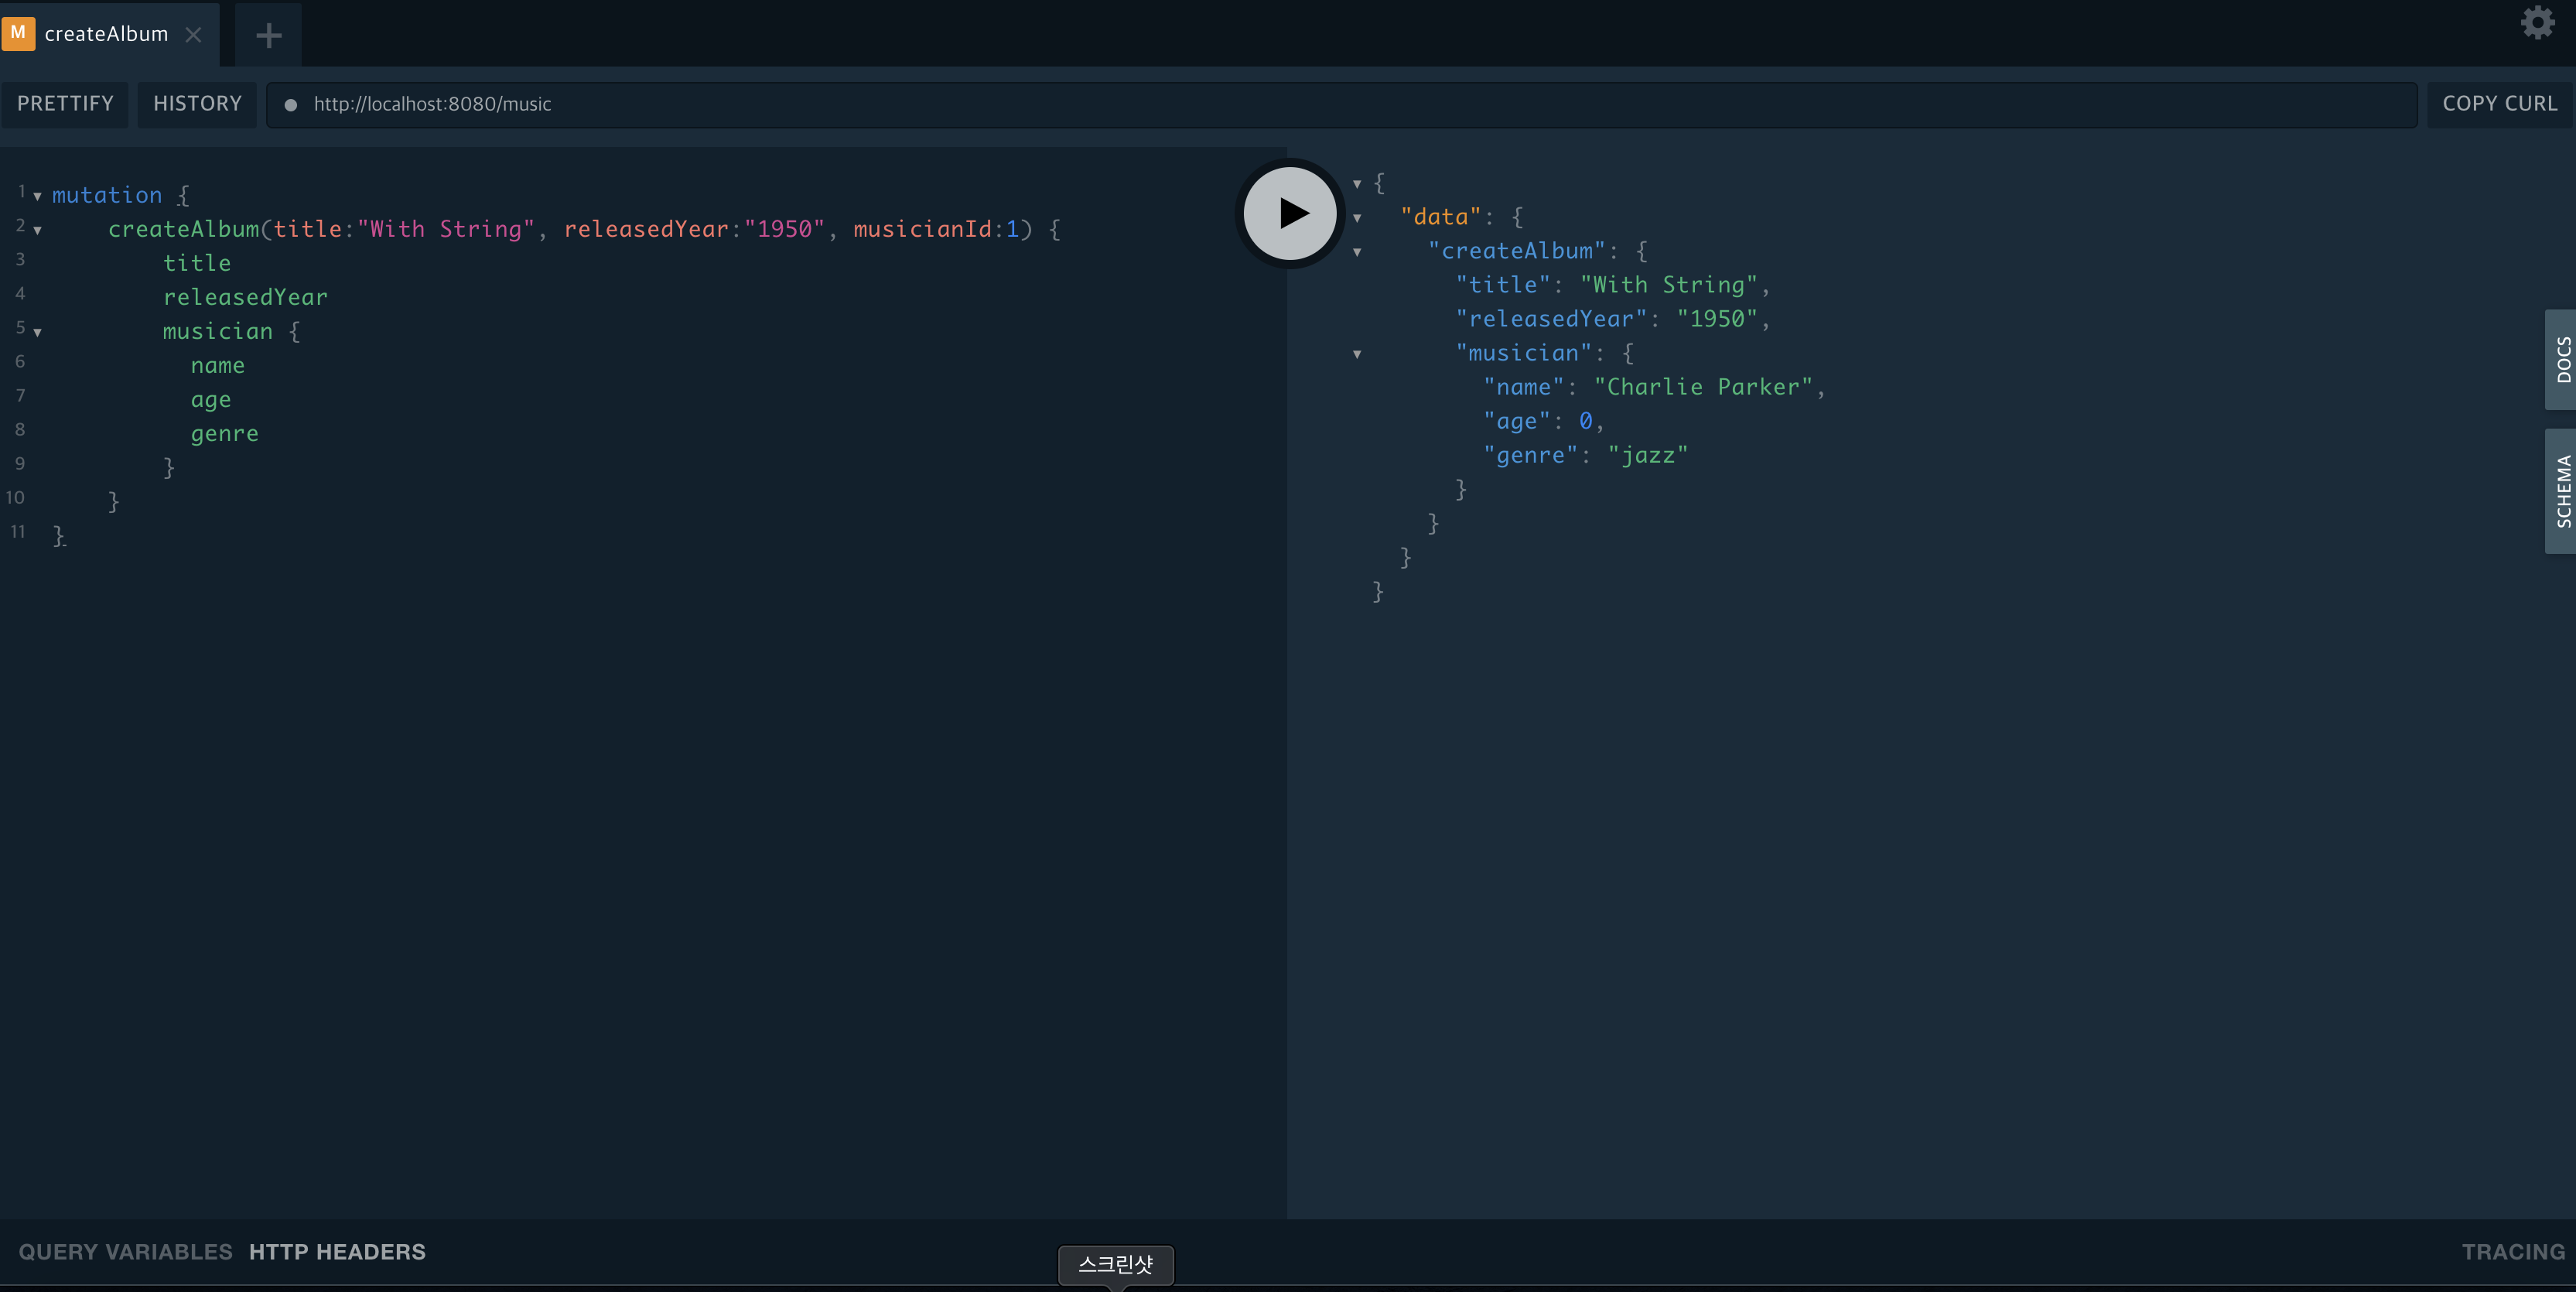 M createAlbum
PRETTIFY HISTORY http://localhost:8080/music COPY CURL
1 mutation {
2 createAlbum(title:"With String", releasedYear:"1950", musicianId:1) {
3 title
4 releasedYear
5 musician {
6 name
7 age
8 genre
9 }
10 }
11 }
{
"data": {
"createAlbum": {
"title": "With String",
"releasedYear": "1950",
"musician": {
"name": "Charlie Parker",
"age": 0,
"genre": "jazz"
}
}
}
}
DOCS
SCHEMA
QUERY VARIABLES HTTP HEADERS TRACING
스크린샷